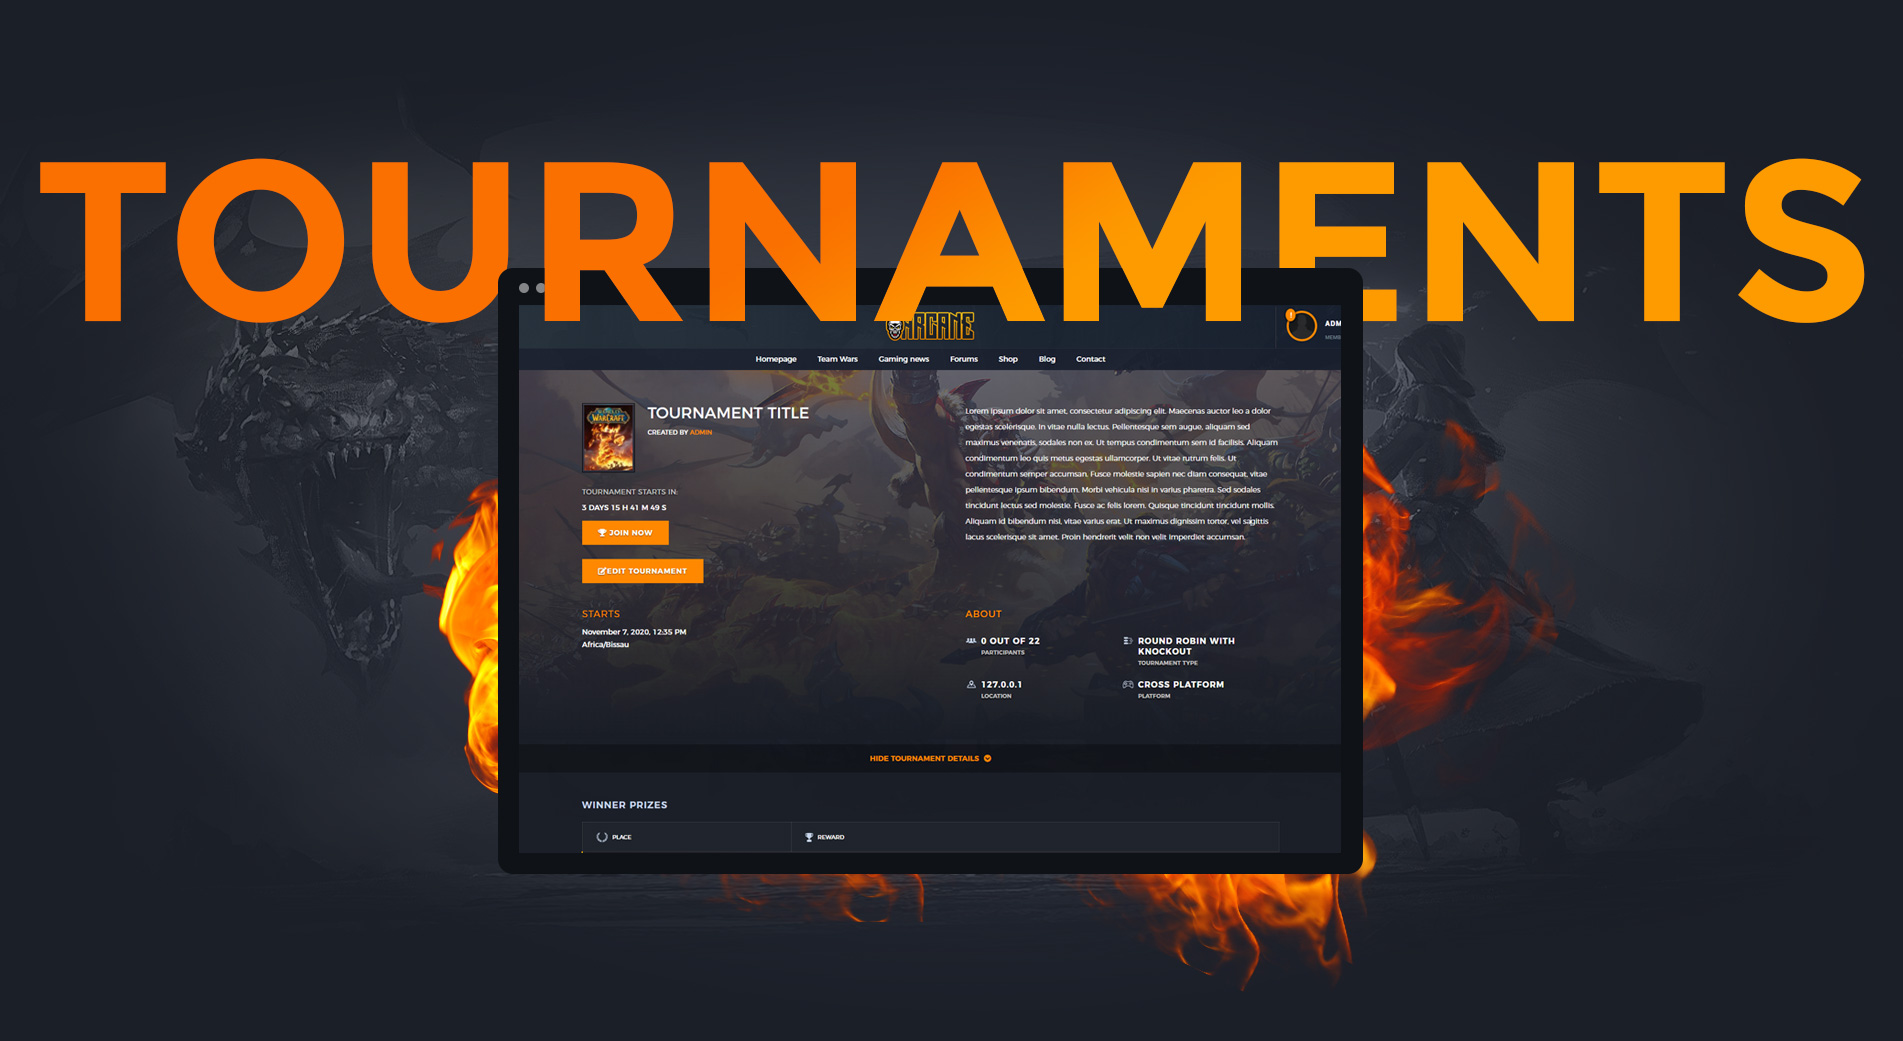 TOURNAMENTS
ARCANE
1
ADM
Homepage Team Wars Gaming news Forums Shop Blog Contact
WARCRAFT
TOURNAMENT TITLE
CREATED BY ADMIN
TOURNAMENT STARTS IN:
3 DAYS 15 H 41 M 49 S
JOIN NOW
EDIT TOURNAMENT
STARTS
November 7, 2020, 12:35 PM
Africa/Bissau
Lorem ipsum dolor sit amet, consectetur adipiscing elit. Maecenas auctor leo a dolor
egestas scelerisque. In vitae nulla lectus. Pellentesque sem augue, aliquam sed
maximus venenatis, sodales non ex. Ut tempus condimentum sem id facilisis. Aliquam
condimentum leo quis metus egestas ullamcorper. Ut vitae rutrum felis. Ut
condimentum semper accumsan. Fusce molestie sapien nec diam consequat, vitae
pellentesque ipsum bibendum. Morbi vehicula nisi in varius pharetra. Sed sodales
tincidunt lectus sed molestie. Fusce ac felis lorem. Quisque tincidunt tincidunt mollis.
Aliquam id bibendum nisl, vitae varius erat. Ut maximus dignissim tortor, vel sagittis
lacus scelerisque sit amet. Proin hendrerit velit non velit imperdiet accumsan.
ABOUT
0 OUT OF 22
PARTICIPANTS
ROUND ROBIN WITH
KNOCKOUT
TOURNAMENT TYPE
127.0.0.1
LOCATION
CROSS PLATFORM
PLATFORM
HIDE TOURNAMENT DETAILS
WINNER PRIZES
PLACE REWARD